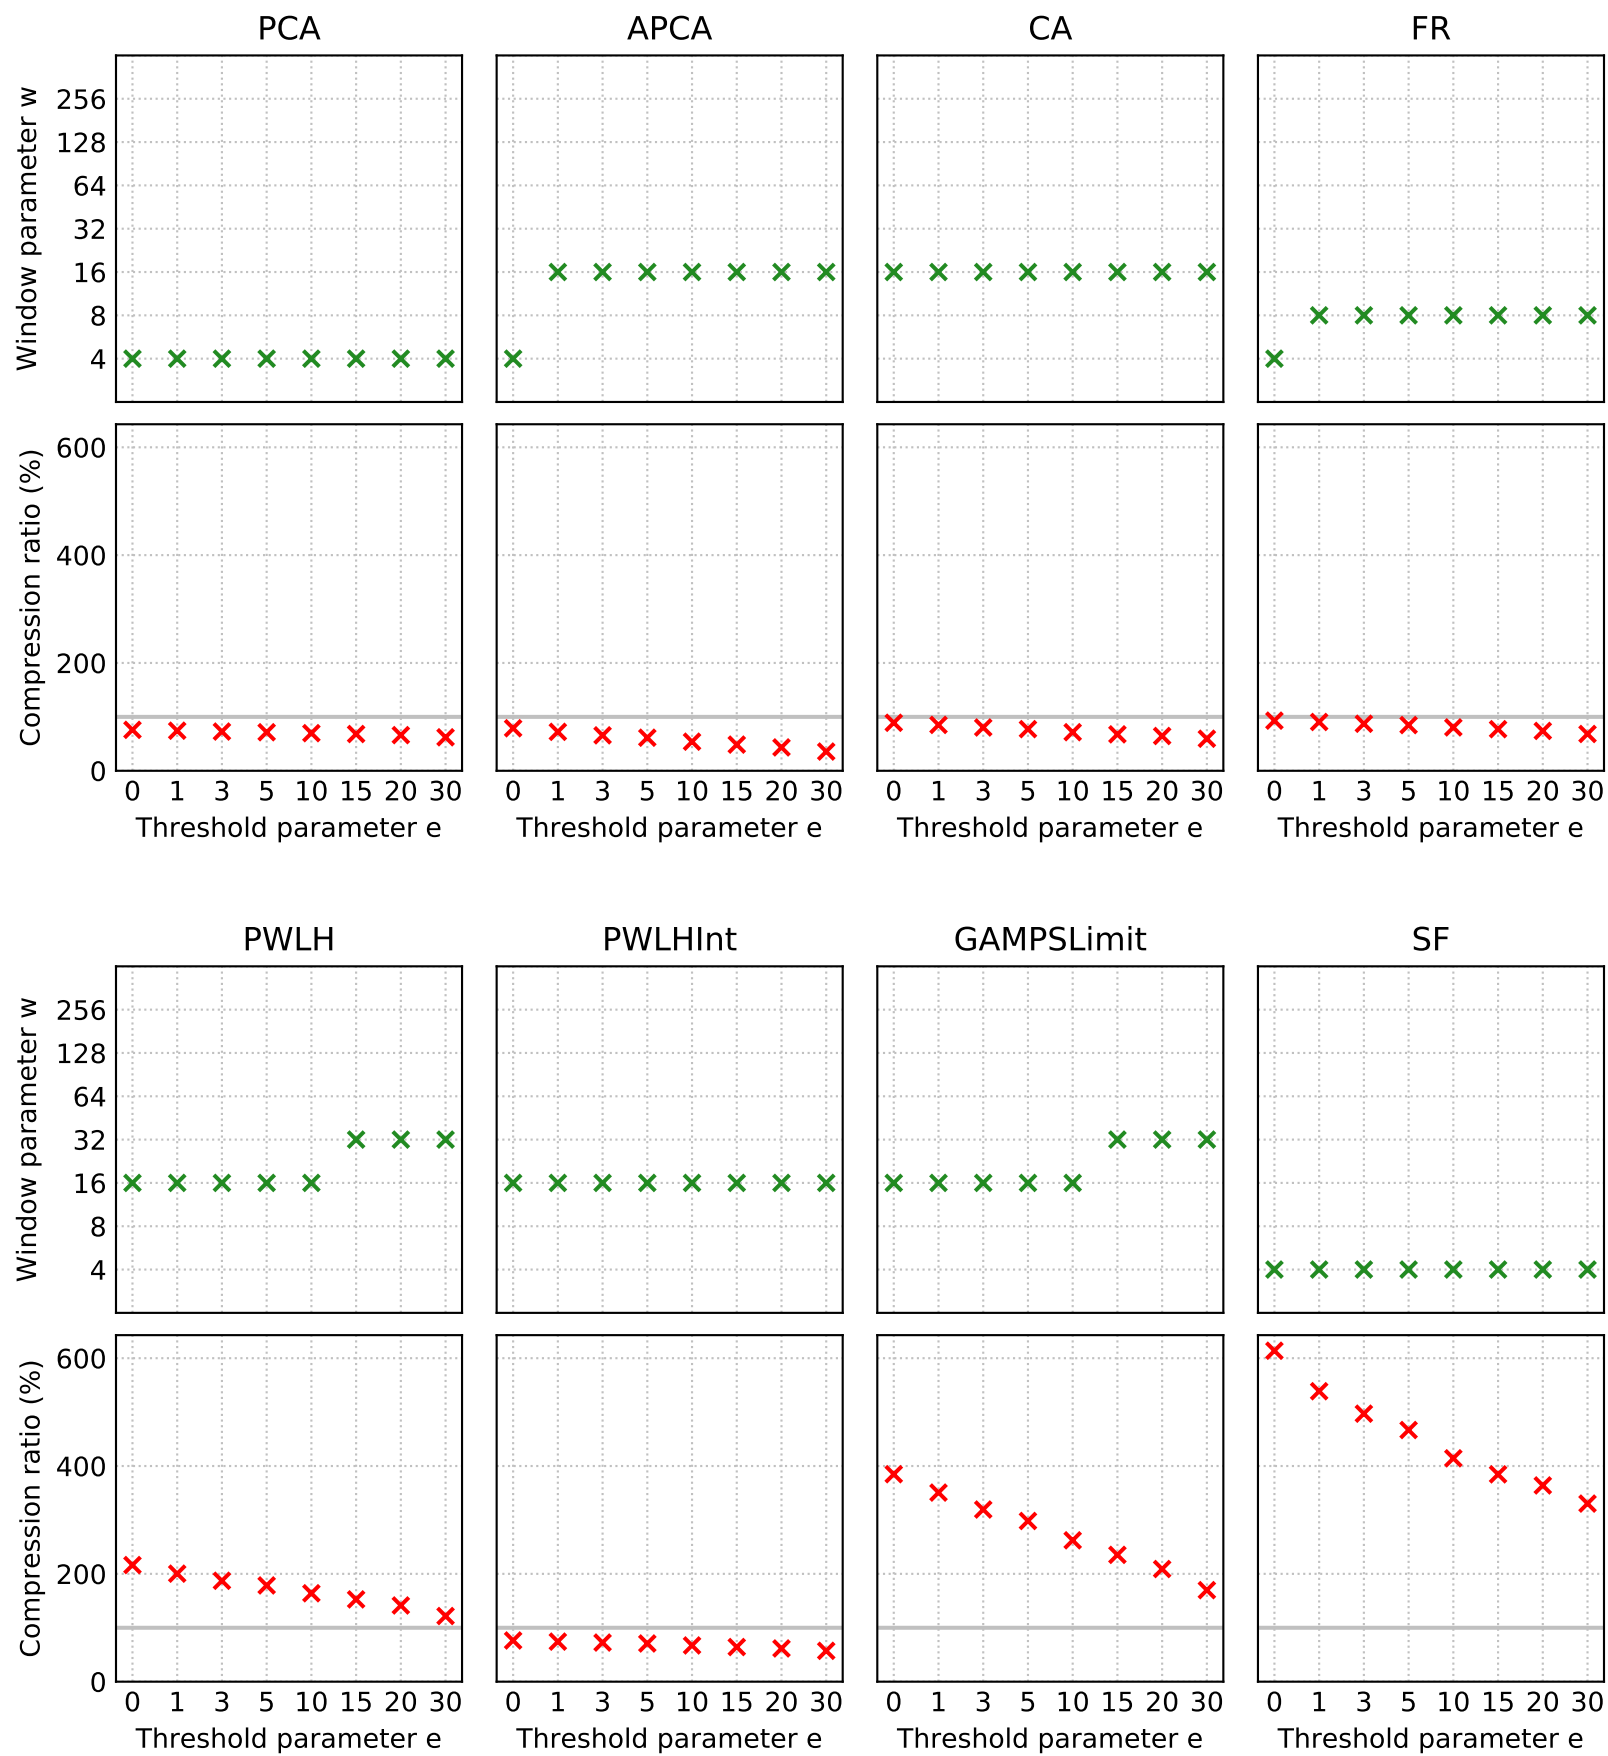 PCA APCA CA FR
Window parameter w
256
128
64
32
16
8
4
Compression ratio (%)
600
400
200
0
0 1 3 5 10 15 20 30 0 1 3 5 10 15 20 30 0 1 3 5 10 15 20 30 0 1 3 5 10 15 20 30
Threshold parameter e Threshold parameter e Threshold parameter e Threshold parameter e
PWLH PWLHInt GAMPSLimit SF
Window parameter w
256
128
64
32
16
8
4
Compression ratio (%)
600
400
200
0
0 1 3 5 10 15 20 30 0 1 3 5 10 15 20 30 0 1 3 5 10 15 20 30 0 1 3 5 10 15 20 30
Threshold parameter e Threshold parameter e Threshold parameter e Threshold parameter e